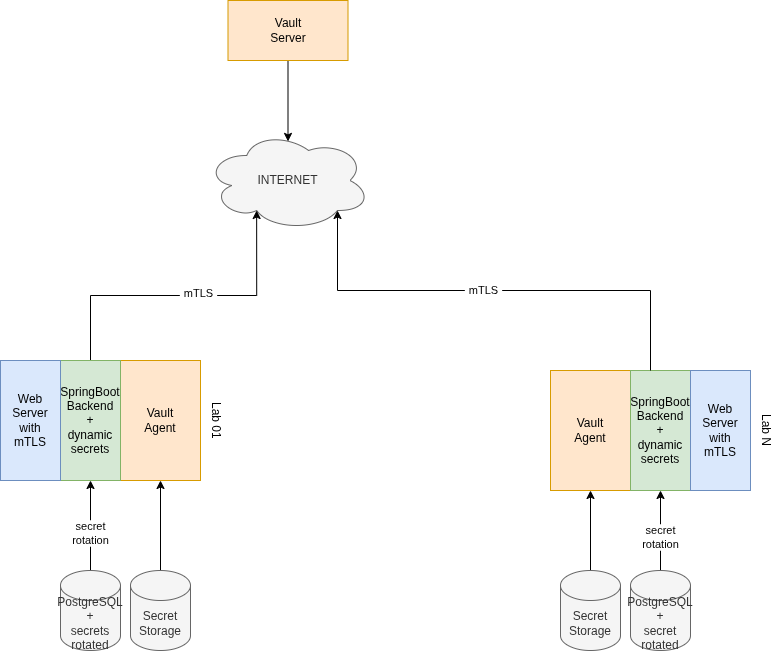 Vault
Server
INTERNET
mTLS
mTLS
Web
Server
with
mTLS
SpringBoot
Backend
+
dynamic
secrets
Vault
Agent
Lab 01
Vault
Agent
SpringBoot
Backend
+
dynamic
secrets
Web
Server
with
mTLS
Lab N
secret
rotation
secret
rotation
PostgreSQL
+
secrets
rotated
Secret
Storage
Secret
Storage
PostgreSQL
+
secret
rotated